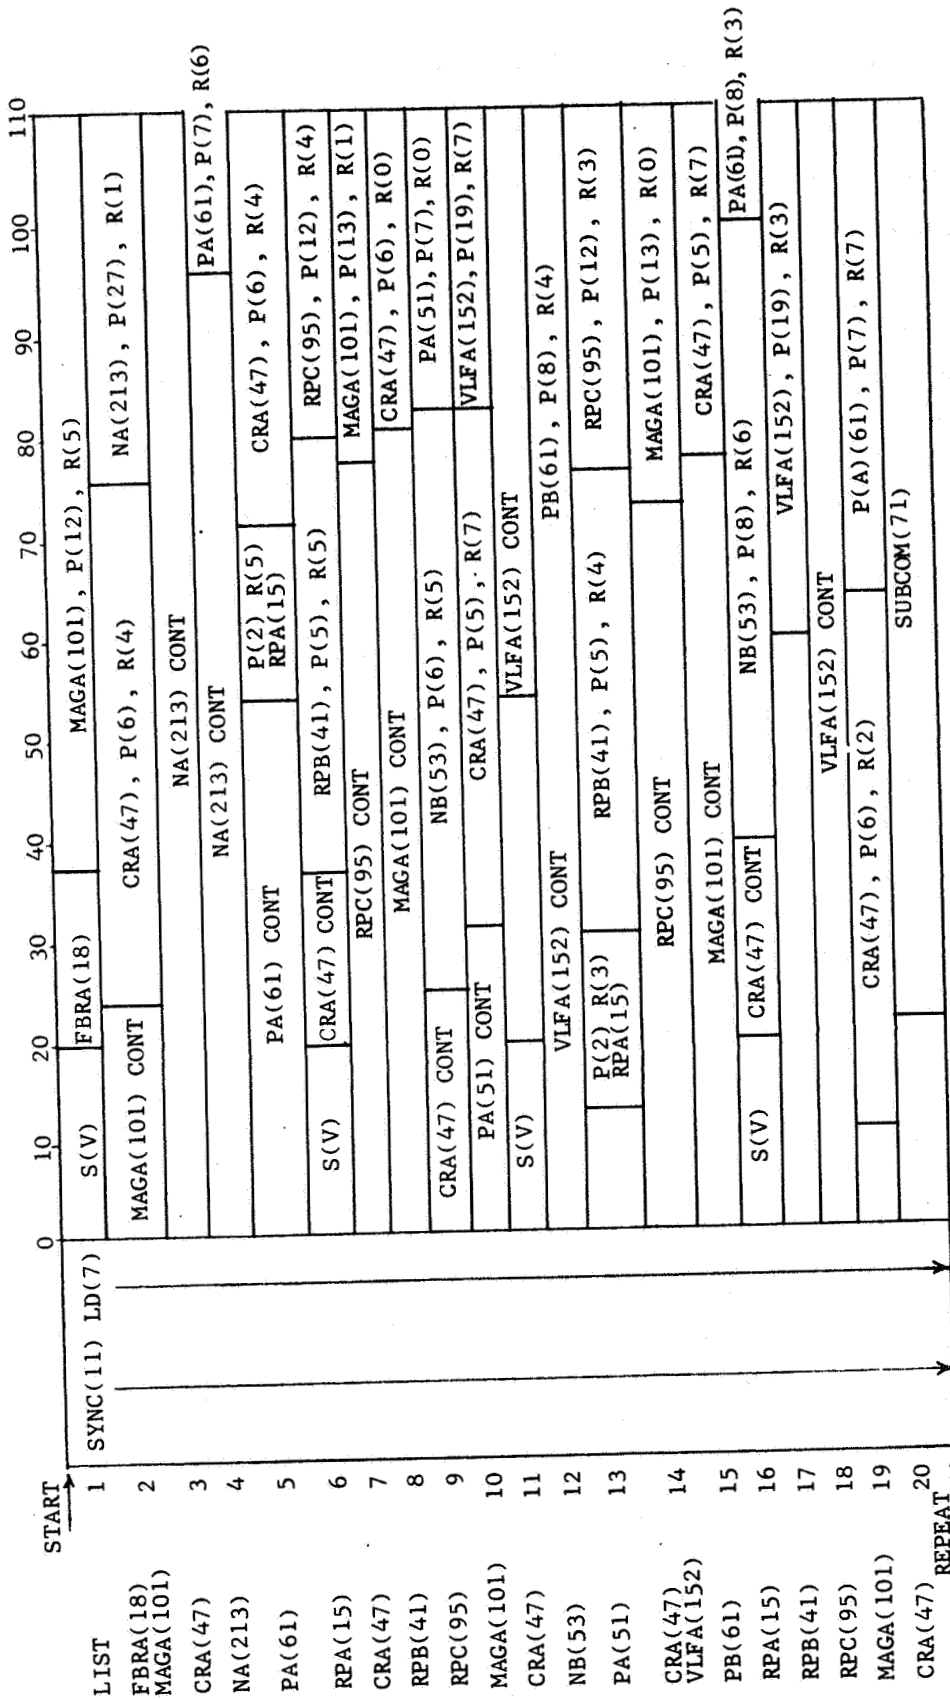 0 10 20 30 40 50 60 70 80 90 100 110
START
LIST
1 SYNC(11) LD(7) S(V) FBRA(18) MAGA(101), P(12), R(5)
FBRA(18)
MAGA(101)
2 MAGA(101) CONT CRA(47), P(6), R(4) NA(213), P(27), R(1)
CRA(47) 3 NA(213) CONT
NA(213) 4 NA(213) CONT PA(61), P(7), R(6)
PA(61) 5 PA(61) CONT P(2) R(5) CRA(47), P(6), R(4)
RPA(15)
RPA(15) 6 S(V) CRA(47) CONT RPB(41), P(5), R(5) RPC(95), P(12), R(4)
CRA(47) 7 RPC(95) CONT MAGA(101), P(13), R(1)
RPB(41) 8 MAGA(101) CONT CRA(47), P(6), R(0)
RPC(95) 9 CRA(47) CONT NB(53), P(6), R(5) PA(51), P(7), R(0)
MAGA(101) 10 PA(51) CONT CRA(47), P(5), R(7) VLFA(152), P(19), R(7)
CRA(47) 11 S(V) VLFA(152) CONT
NB(53) 12 VLFA(152) CONT PB(61), P(8), R(4)
PA(51) 13 P(2) R(3) RPB(41), P(5), R(4) RPC(95), P(12), R(3)
RPA(15)
CRA(47) 14 RPC(95) CONT MAGA(101), P(13), R(0)
VLFA(152)
PB(61) 15 MAGA(101) CONT CRA(47), P(5), R(7)
RPA(15) 16 S(V) CRA(47) CONT NB(53), P(8), R(6) PA(61), P(8), R(3)
RPB(41) 17 VLFA(152), P(19), R(3)
RPC(95) 18 VLFA(152) CONT
MAGA(101) 19 CRA(47), P(6), R(2) P(A)(61), P(7), R(7)
CRA(47) 20 SUBCOM(71)
REPEAT